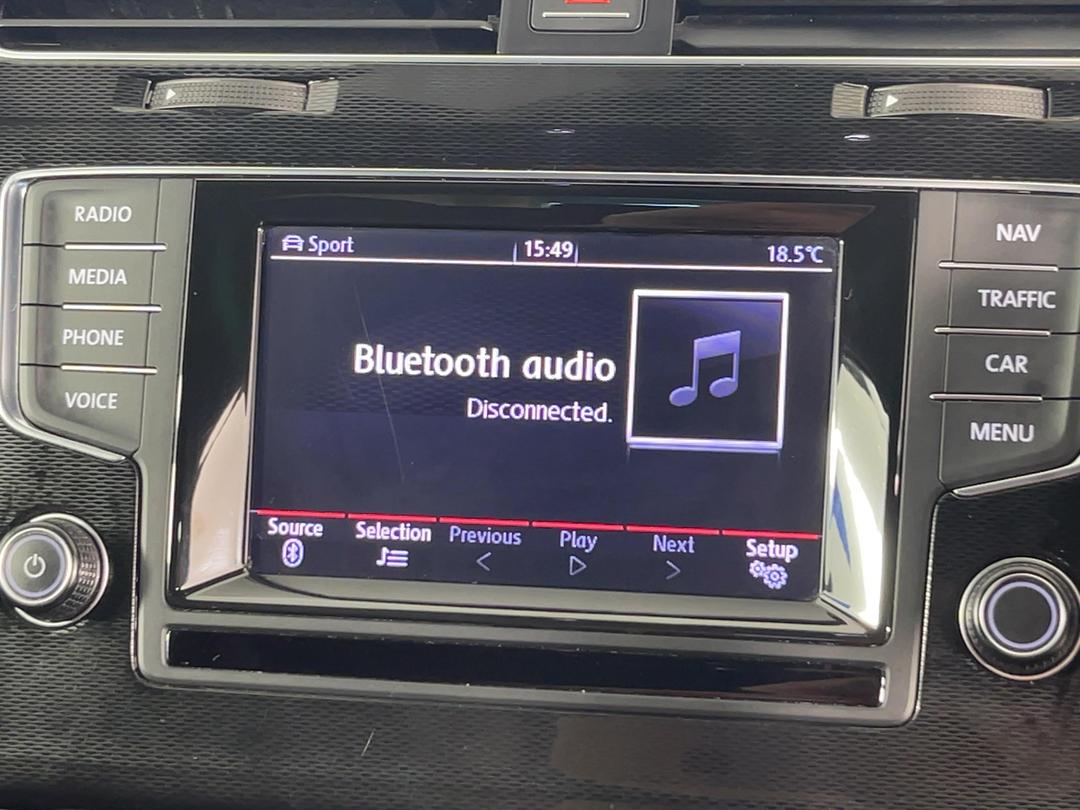 RADIO
MEDIA
PHONE
VOICE
Sport
15:49
18.5°C
Bluetooth audio
Disconnected.
Source
Selection
Previous
Play
Next
Setup
NAV
TRAFFIC
CAR
MENU